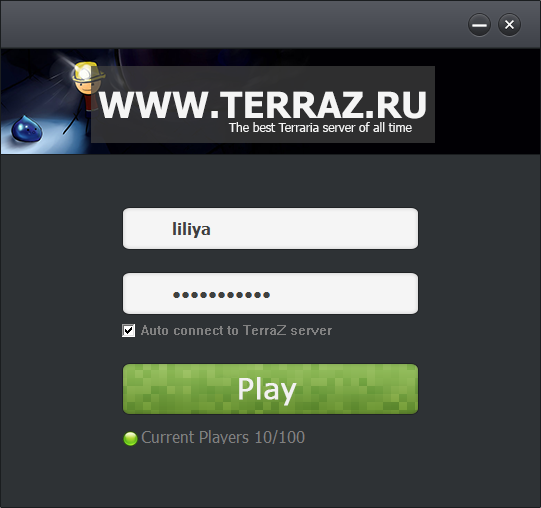 WWW.TERRAZ.RU
The best Terraria server of all time
liliya
●●●●●●●●●●●
Auto connect to TerraZ server
Play
Current Players 10/100